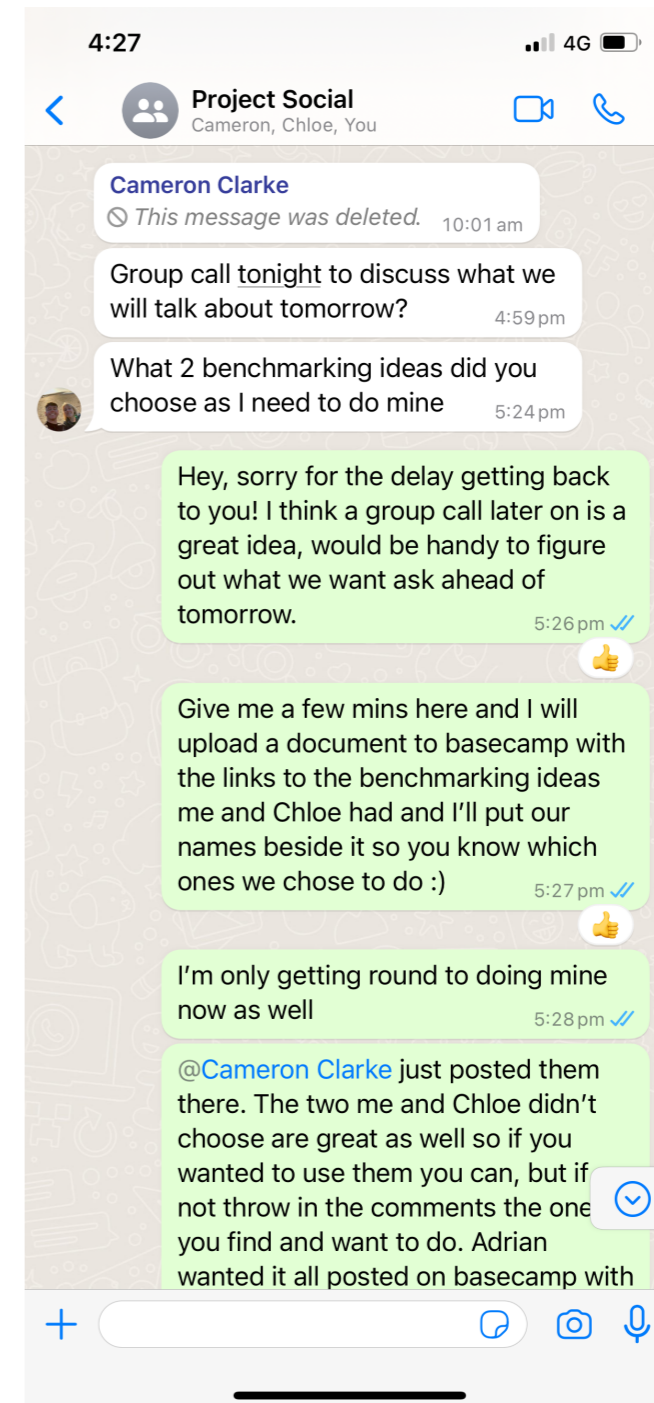 4:27
4G
Project Social
Cameron, Chloe, You
Cameron Clarke
This message was deleted. 10:01 am
Group call tonight to discuss what we
will talk about tomorrow? 4:59 pm
What 2 benchmarking ideas did you
choose as I need to do mine 5:24 pm
Hey, sorry for the delay getting back
to you! I think a group call later on is a
great idea, would be handy to figure
out what we want ask ahead of
tomorrow. 5:26 pm
Give me a few mins here and I will
upload a document to basecamp with
the links to the benchmarking ideas
me and Chloe had and I’ll put our
names beside it so you know which
ones we chose to do :) 5:27 pm
I’m only getting round to doing mine
now as well 5:28 pm
@Cameron Clarke just posted them
there. The two me and Chloe didn’t
choose are great as well so if you
wanted to use them you can, but if
not throw in the comments the one
you find and want to do. Adrian
wanted it all posted on basecamp with